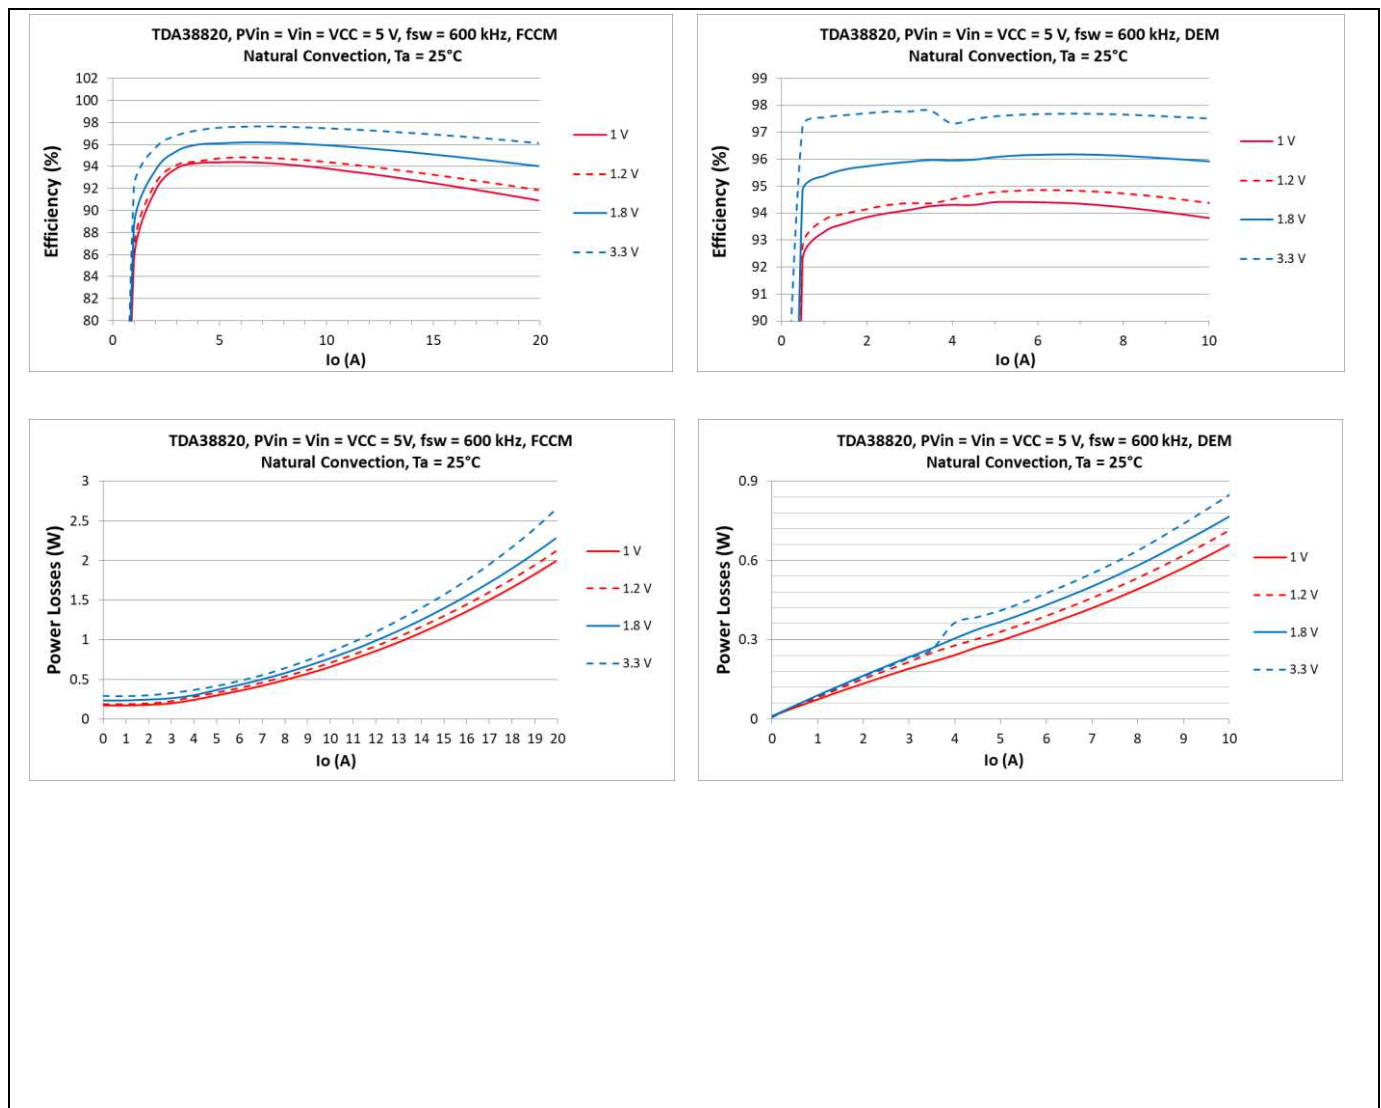 TDA38820, PVin = Vin = VCC = 5 V, fsw = 600 kHz, FCCM
Natural Convection, Ta = 25°C
Efficiency (%)
102
100
98
96
94
92
90
88
86
84
82
80
0 5 10 15 20
Io (A)
1 V
1.2 V
1.8 V
3.3 V
TDA38820, PVin = Vin = VCC = 5 V, fsw = 600 kHz, DEM
Natural Convection, Ta = 25°C
Efficiency (%)
99
98
97
96
95
94
93
92
91
90
0 2 4 6 8 10
Io (A)
1 V
1.2 V
1.8 V
3.3 V
TDA38820, PVin = Vin = VCC = 5V, fsw = 600 kHz, FCCM
Natural Convection, Ta = 25°C
Power Losses (W)
3
2.5
2
1.5
1
0.5
0
0 1 2 3 4 5 6 7 8 9 10 11 12 13 14 15 16 17 18 19 20
Io (A)
1 V
1.2 V
1.8 V
3.3 V
TDA38820, PVin = Vin = VCC = 5 V, fsw = 600 kHz, DEM
Natural Convection, Ta = 25°C
Power Losses (W)
0.9
0.6
0.3
0
0 1 2 3 4 5 6 7 8 9 10
Io (A)
1 V
1.2 V
1.8 V
3.3 V